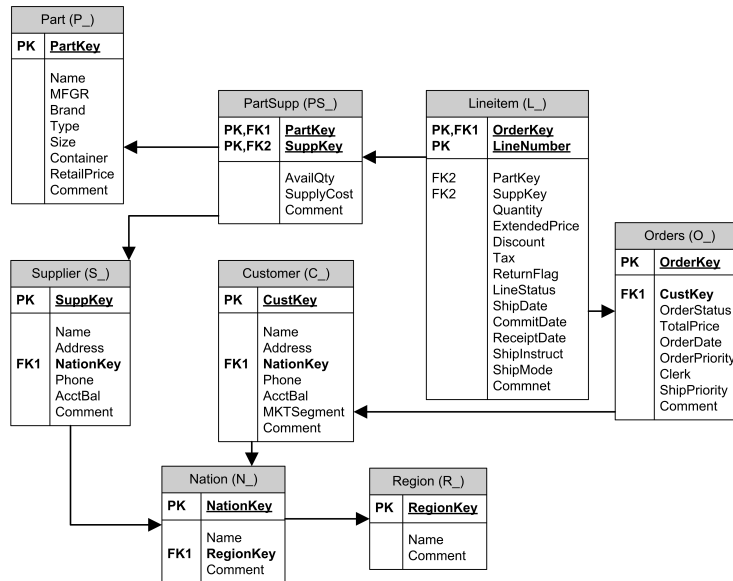 Part (P_)
PK PartKey
Name
MFGR
Brand
Type
Size
Container
RetailPrice
Comment
PartSupp (PS_)
PK,FK1 PartKey
PK,FK2 SuppKey
AvailQty
SupplyCost
Comment
Lineitem (L_)
PK,FK1 OrderKey
PK LineNumber
FK2 PartKey
FK2 SuppKey
Quantity
ExtendedPrice
Discount
Tax
ReturnFlag
LineStatus
ShipDate
CommitDate
ReceiptDate
ShipInstruct
ShipMode
Commnet
Orders (O_)
PK OrderKey
FK1 CustKey
OrderStatus
TotalPrice
OrderDate
OrderPriority
Clerk
ShipPriority
Comment
Supplier (S_)
PK SuppKey
Name
Address
FK1 NationKey
Phone
AcctBal
Comment
Customer (C_)
PK CustKey
Name
Address
FK1 NationKey
Phone
AcctBal
MKTSegment
Comment
Nation (N_)
PK NationKey
Name
FK1 RegionKey
Comment
Region (R_)
PK RegionKey
Name
Comment